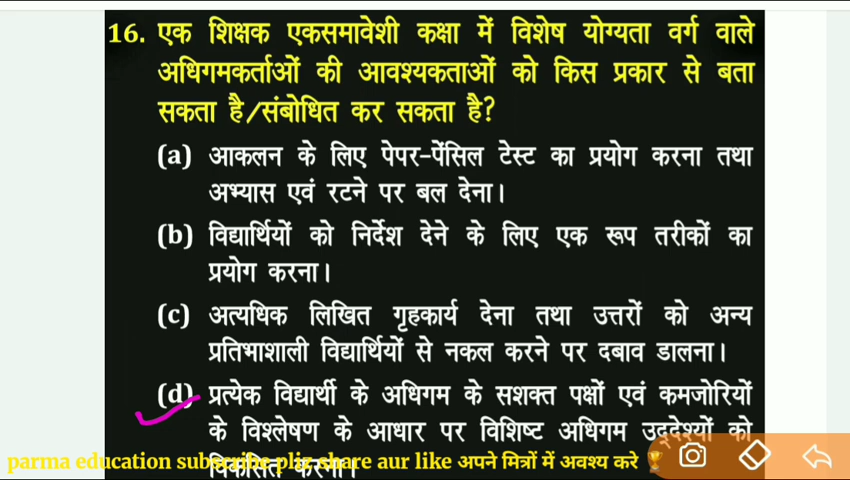 16. एक शिक्षक एकसमावेशी कक्षा में विशेष योग्यता वर्ग वाले
अधिगमकर्ताओं की आवश्यकताओं को किस प्रकार से बता
सकता है/संबोधित कर सकता है?
(a) आकलन के लिए पेपर-पेंसिल टेस्ट का प्रयोग करना तथा
अभ्यास एवं रटने पर बल देना।
(b) विद्यार्थियों को निर्देश देने के लिए एक रूप तरीकों का
प्रयोग करना।
(c) अत्यधिक लिखित गृहकार्य देना तथा उत्तरों को अन्य
प्रतिभाशाली विद्यार्थियों से नकल करने पर दबाव डालना।
(d) प्रत्येक विद्यार्थी के अधिगम के सशक्त पक्षों एवं कमजोरियों
के विश्लेषण के आधार पर विशिष्ट अधिगम उद्देश्यों को
विकसित करना।
parma education subscribe pliz share aur like अपने मित्रों में अवश्य करे